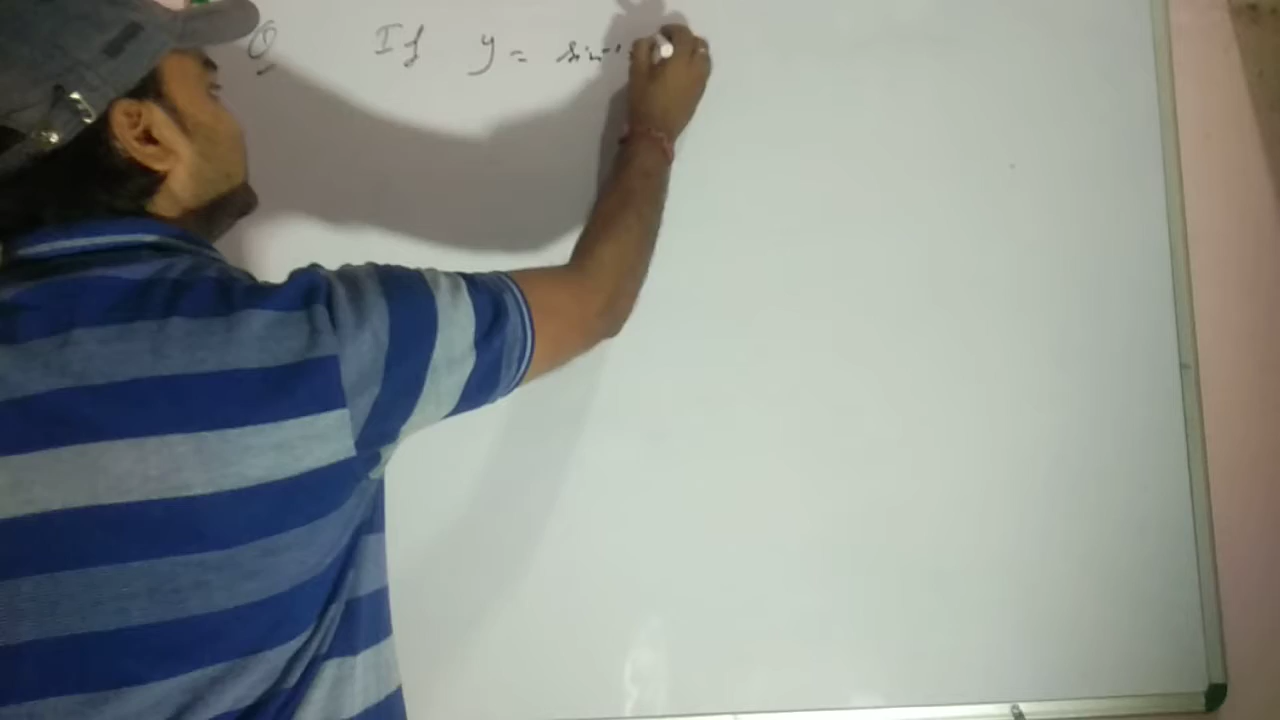 Q If y = sin⁻¹